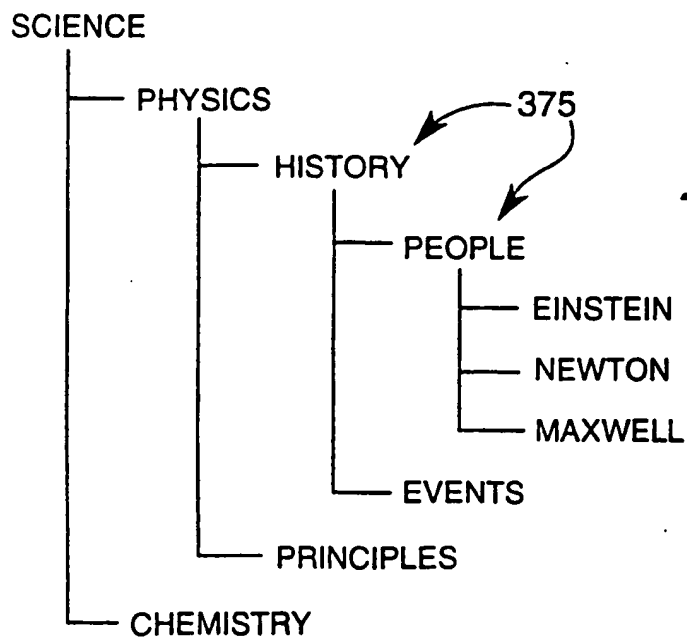 SCIENCE
PHYSICS
375
HISTORY
PEOPLE
EINSTEIN
NEWTON
MAXWELL
EVENTS
PRINCIPLES
CHEMISTRY